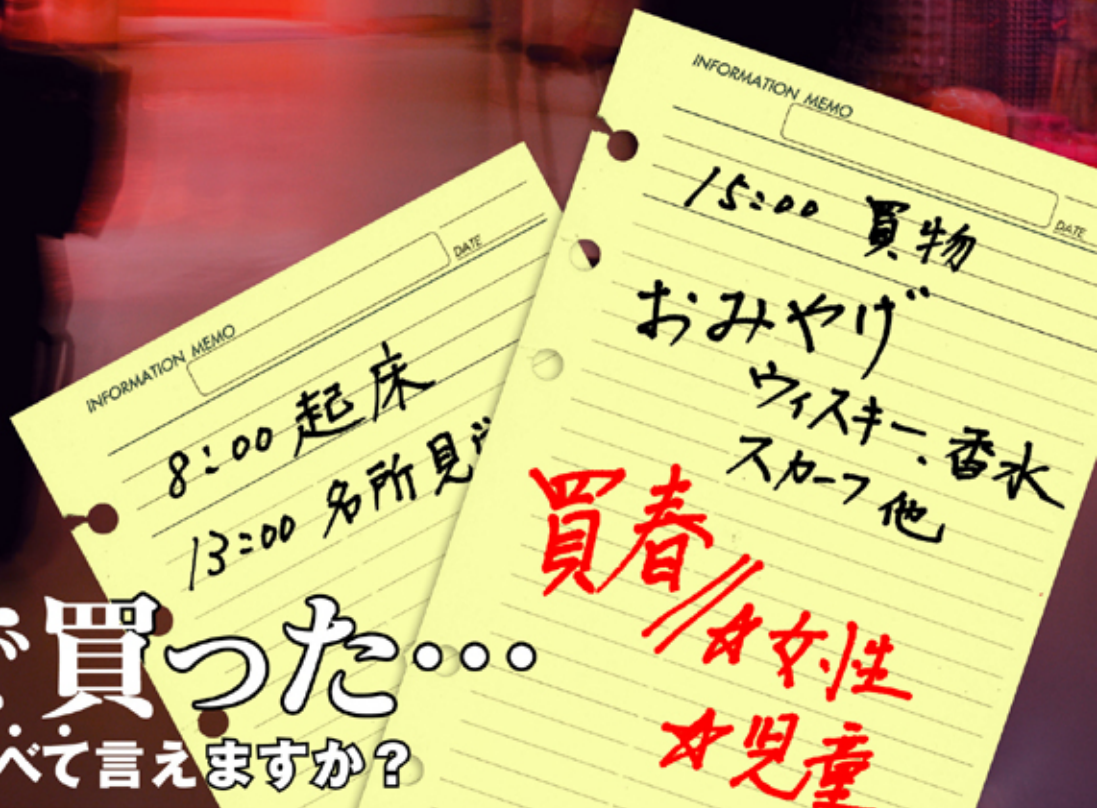 INFORMATION MEMO
DATE
8:00 起床
13:00 名所見
INFORMATION MEMO
DATE
15:00 買物
おみやげ
ウィスキー、香水
スカーフ他
買春!!
☆女性
☆児童
で買った…
べて言えますか？